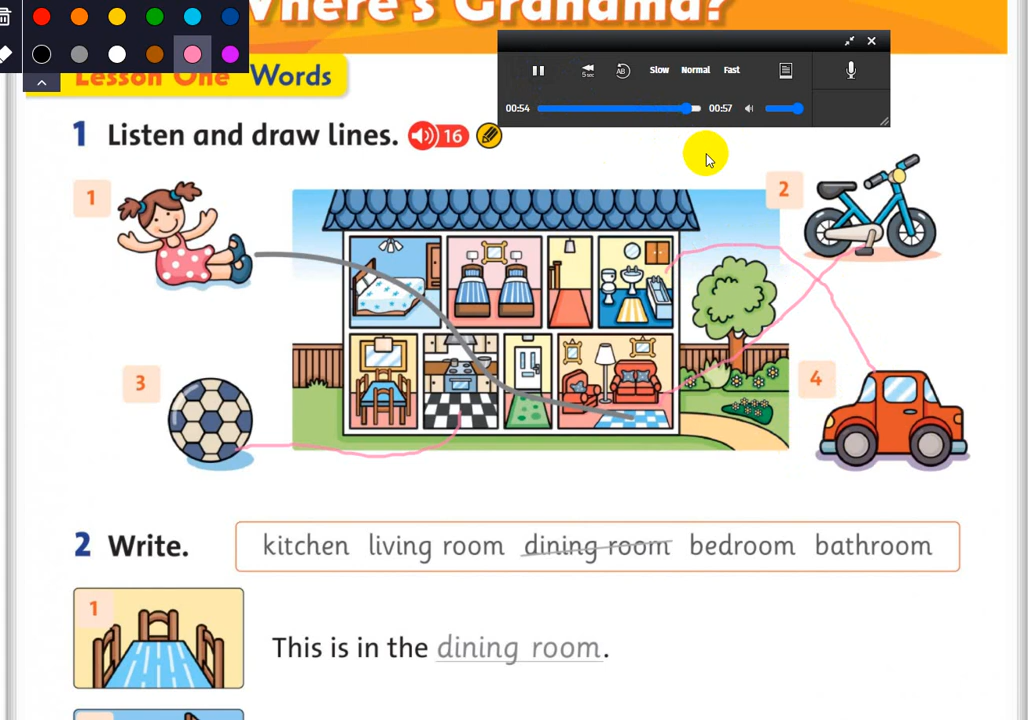 Where's Grandma?
5 sec
AB
Slow
Normal
Fast
00:54
00:57
Lesson One Words
1 Listen and draw lines. 16
1
2
3
4
2 Write.
kitchen living room dining room bedroom bathroom
1
This is in the dining room.